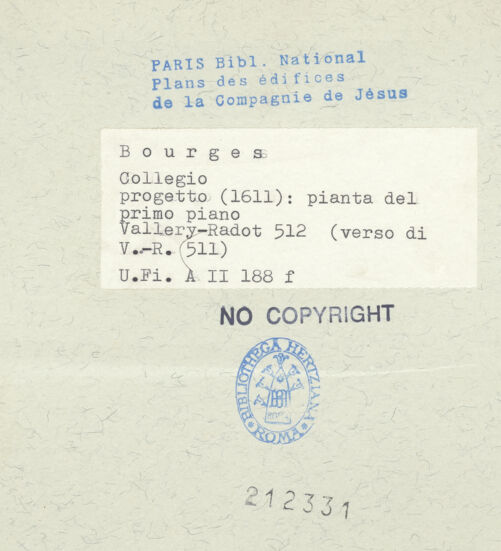 PARIS Bibl. National
Plans des édifices
de la Compagnie de Jésus
Bourges
Collegio
progetto (1611): pianta del
primo piano
Vallery-Radot 512 (verso di
V.-R. (511)
U.Fi. A II 188 f
NO COPYRIGHT
BIBLIOTHECA HERTZIANA
ROMA
212331